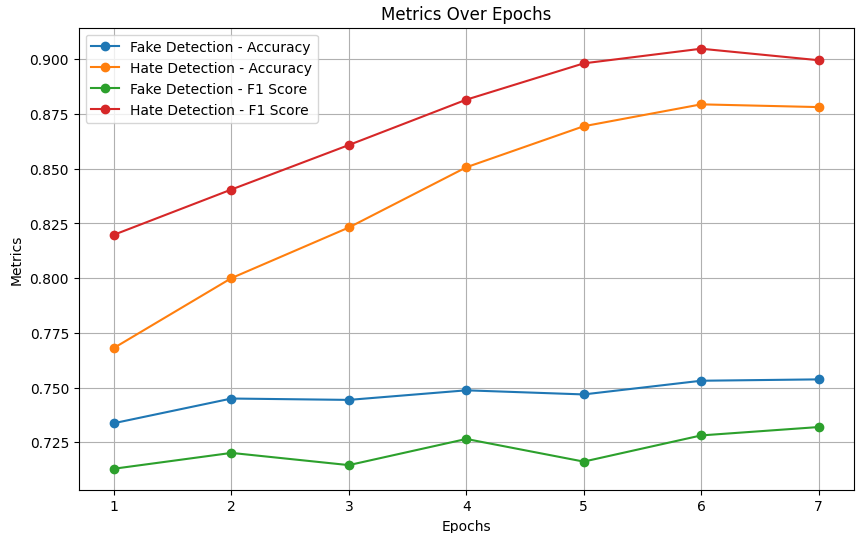 Metrics Over Epochs
Fake Detection - Accuracy
Hate Detection - Accuracy
Fake Detection - F1 Score
Hate Detection - F1 Score
0.900
0.875
0.850
0.825
0.800
0.775
0.750
0.725
Metrics
1 2 3 4 5 6 7
Epochs